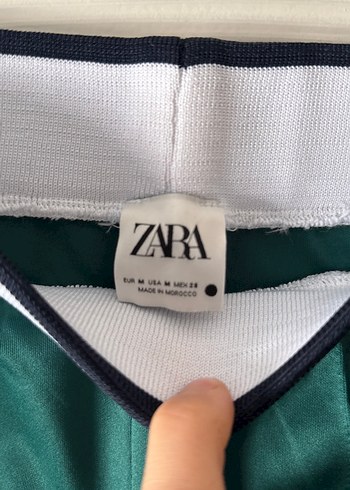 ZARA
EUR M USA M MEX 28
MADE IN MOROCCO